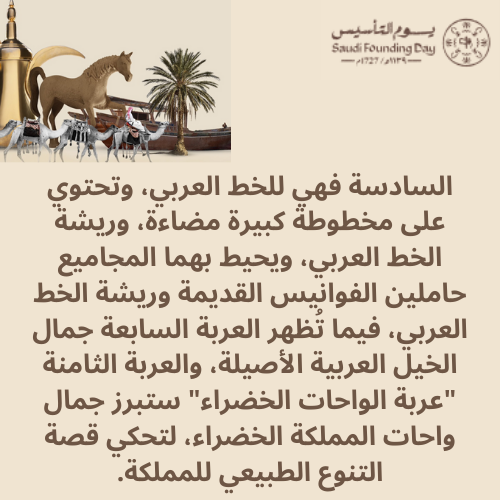 يـــوم التأسيس
Saudi Founding Day
١١٣٩هـ / 1727م
السادسة فهي للخط العربي، وتحتوي
على مخطوطة كبيرة مضاءة، وريشة
الخط العربي، ويحيط بهما المجاميع
حاملين الفوانيس القديمة وريشة الخط
العربي، فيما تُظهر العربة السابعة جمال
الخيل العربية الأصيلة، والعربة الثامنة
"عربة الواحات الخضراء" ستبرز جمال
واحات المملكة الخضراء، لتحكي قصة
التنوع الطبيعي للمملكة.